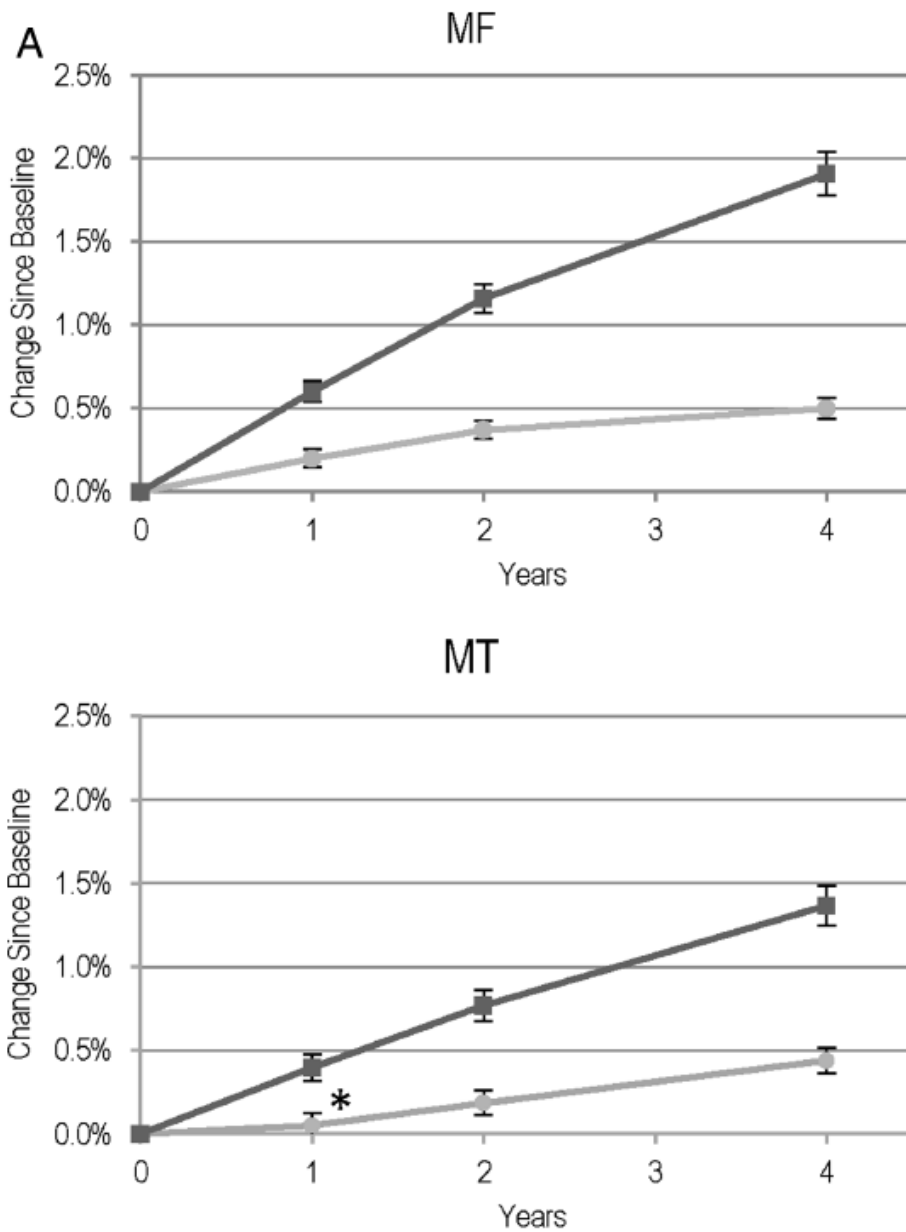 A
MF
2.5%
2.0%
1.5%
1.0%
0.5%
0.0%
Change Since Baseline
0 1 2 3 4
Years
MT
2.5%
2.0%
1.5%
1.0%
0.5%
0.0%
Change Since Baseline
*
0 1 2 3 4
Years